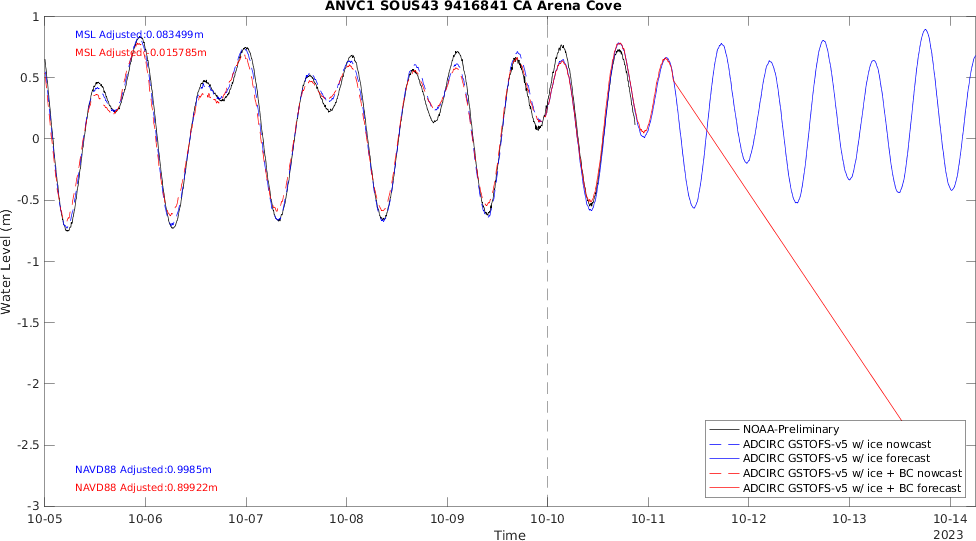 ANVC1 SOUS43 9416841 CA Arena Cove
MSL Adjusted:0.083499m
MSL Adjusted:-0.015785m
1
0.5
0
-0.5
-1
-1.5
-2
-2.5
-3
Water Level (m)
NAVD88 Adjusted:0.9985m
NAVD88 Adjusted:0.89922m
NOAA-Preliminary
ADCIRC GSTOFS-v5 w/ ice nowcast
ADCIRC GSTOFS-v5 w/ ice forecast
ADCIRC GSTOFS-v5 w/ ice + BC nowcast
ADCIRC GSTOFS-v5 w/ ice + BC forecast
10-05 10-06 10-07 10-08 10-09 10-10 10-11 10-12 10-13 10-14
Time
2023